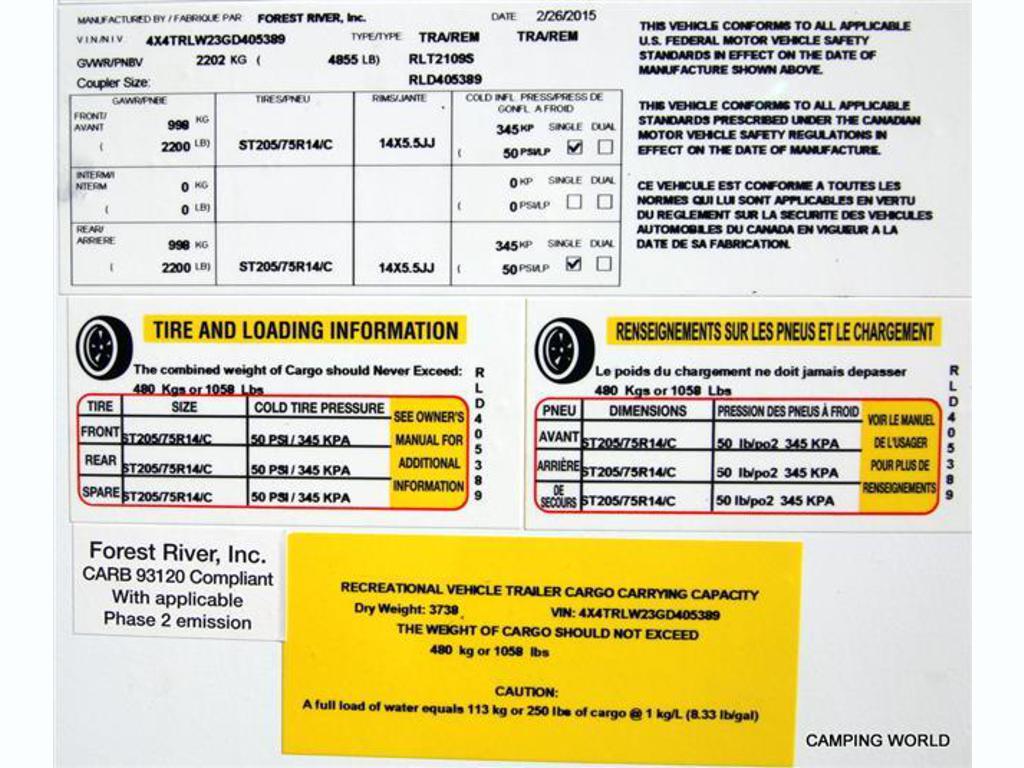 MANUFACTURED BY / FABRIQUE PAR FOREST RIVER, Inc. DATE 2/26/2015
V.I.N/N.I.V. 4X4TRLW23GD405389 TYPE/TYPE TRA/REM TRA/REM
GVWR/PNBV 2202 KG ( 4855 LB) RLT2109S
Coupler Size: RLD405389
GAWR/PNBE TIRES/PNEU RIMS/JANTE COLD INFL. PRESS/PRESS DE GONFL. A FROID
FRONT/ AVANT 998 KG 345 KP SINGLE DUAL
( 2200 LB) ST205/75R14/C 14X5.5JJ ( 50 PSI/LP
INTERM/I NTERM 0 KG 0 KP SINGLE DUAL
( 0 LB) ( 0 PSI/LP
REAR/ ARRIERE 998 KG 345 KP SINGLE DUAL
( 2200 LB) ST205/75R14/C 14X5.5JJ ( 50 PSI/LP
THIS VEHICLE CONFORMS TO ALL APPLICABLE
U.S. FEDERAL MOTOR VEHICLE SAFETY
STANDARDS IN EFFECT ON THE DATE OF
MANUFACTURE SHOWN ABOVE.
THIS VEHICLE CONFORMS TO ALL APPLICABLE
STANDARDS PRESCRIBED UNDER THE CANADIAN
MOTOR VEHICLE SAFETY REGULATIONS IN
EFFECT ON THE DATE OF MANUFACTURE.
CE VEHICULE EST CONFORME A TOUTES LES
NORMES QUI LUI SONT APPLICABLES EN VERTU
DU REGLEMENT SUR LA SECURITE DES VEHICULES
AUTOMOBILES DU CANADA EN VIGUEUR A LA
DATE DE SA FABRICATION.
TIRE AND LOADING INFORMATION
The combined weight of Cargo should Never Exceed:
480 Kgs or 1058 Lbs
TIRE SIZE COLD TIRE PRESSURE
FRONT ST205/75R14/C 50 PSI / 345 KPA
REAR ST205/75R14/C 50 PSI / 345 KPA
SPARE ST205/75R14/C 50 PSI / 345 KPA
SEE OWNER'S
MANUAL FOR
ADDITIONAL
INFORMATION
RLD405389
RENSEIGNEMENTS SUR LES PNEUS ET LE CHARGEMENT
Le poids du chargement ne doit jamais depasser
480 Kgs or 1058 Lbs
PNEU DIMENSIONS PRESSION DES PNEUS À FROID
AVANT ST205/75R14/C 50 lb/po2 345 KPA
ARRIÈRE ST205/75R14/C 50 lb/po2 345 KPA
DE SECOURS ST205/75R14/C 50 lb/po2 345 KPA
VOIR LE MANUEL
DE L'USAGER
POUR PLUS DE
RENSEIGNEMENTS
RLD405389
Forest River, Inc.
CARB 93120 Compliant
With applicable
Phase 2 emission
RECREATIONAL VEHICLE TRAILER CARGO CARRYING CAPACITY
Dry Weight: 3738 VIN: 4X4TRLW23GD405389
THE WEIGHT OF CARGO SHOULD NOT EXCEED
480 kg or 1058 lbs
CAUTION:
A full load of water equals 113 kg or 250 lbs of cargo @ 1 kg/L (8.33 lb/gal)
CAMPING WORLD